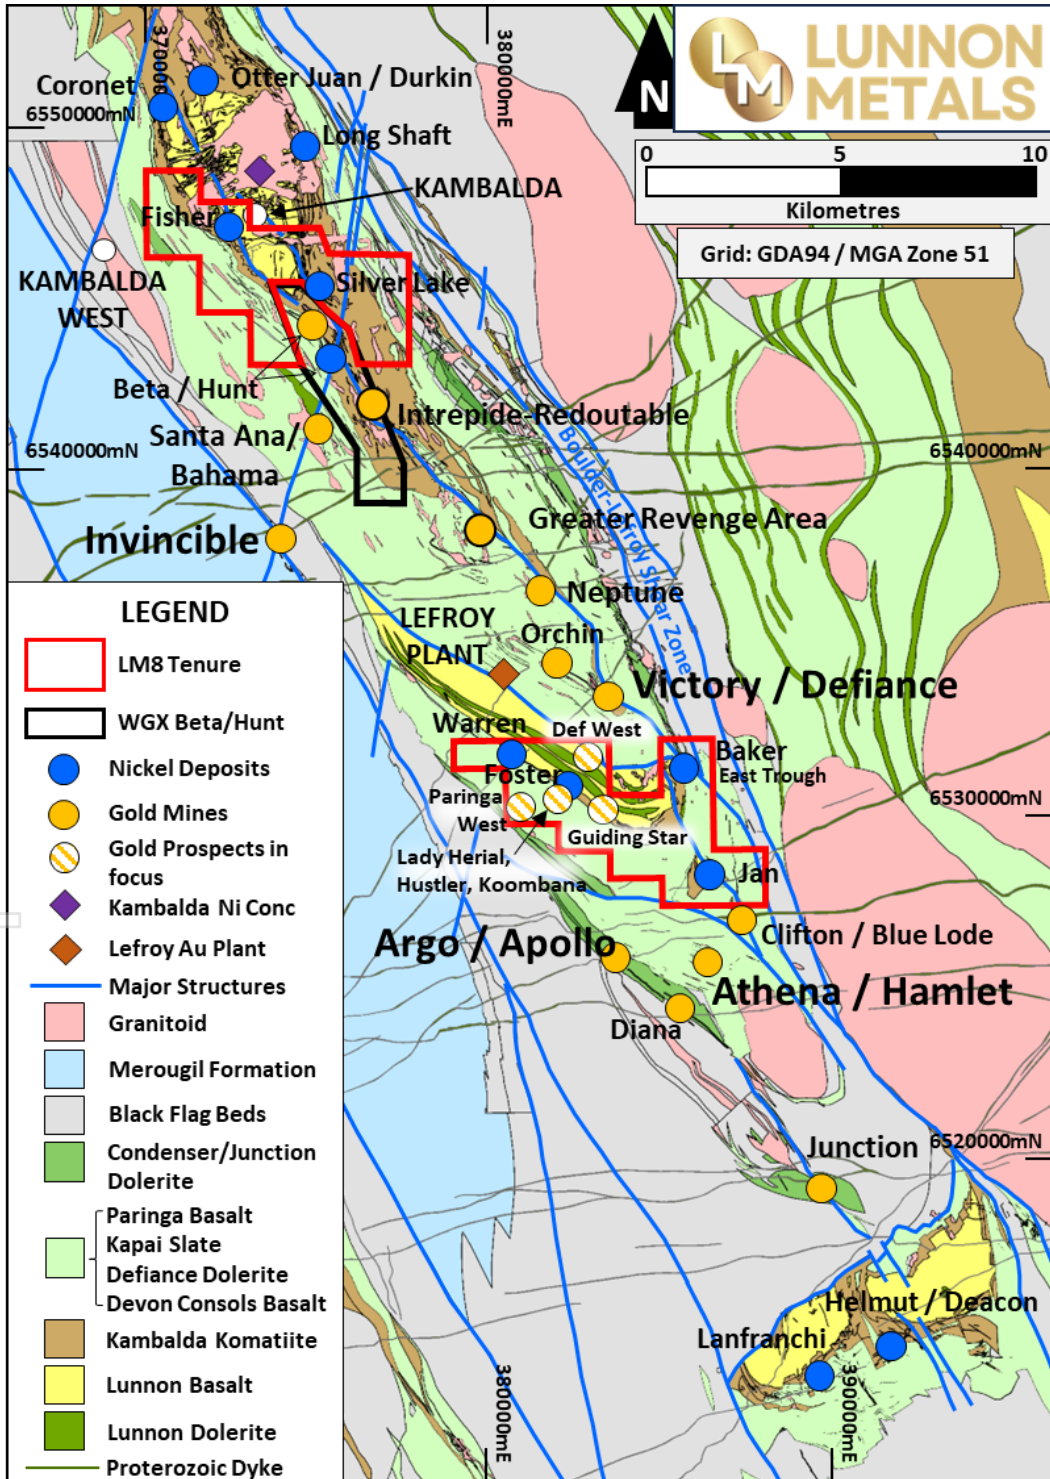 370000
380000mE
LM
LUNNON
METALS
N
Coronet
Otter Juan / Durkin
6550000mN
Long Shaft
0 5 10
Kilometres
Grid: GDA94 / MGA Zone 51
KAMBALDA
Fisher
KAMBALDA
WEST
Silver Lake
Beta / Hunt
Intrepide-Redoutable
Santa Ana/
Bahama
6540000mN
6540000mN
Boulder-Lefroy Shear Zone
Invincible
Greater Revenge Area
Neptune
LEFROY
PLANT
Orchin
Victory / Defiance
Warren
Def West
Baker
East Trough
Foster
Paringa
West
6530000mN
Guiding Star
Lady Herial,
Hustler, Koombana
Jan
Clifton / Blue Lode
Argo / Apollo
Athena / Hamlet
Diana
Junction
6520000mN
Helmut / Deacon
Lanfranchi
380000mE
390000mE
LEGEND
LM8 Tenure
WGX Beta/Hunt
Nickel Deposits
Gold Mines
Gold Prospects in
focus
Kambalda Ni Conc
Lefroy Au Plant
Major Structures
Granitoid
Merougil Formation
Black Flag Beds
Condenser/Junction
Dolerite
Paringa Basalt
Kapai Slate
Defiance Dolerite
Devon Consols Basalt
Kambalda Komatiite
Lunnon Basalt
Lunnon Dolerite
Proterozoic Dyke